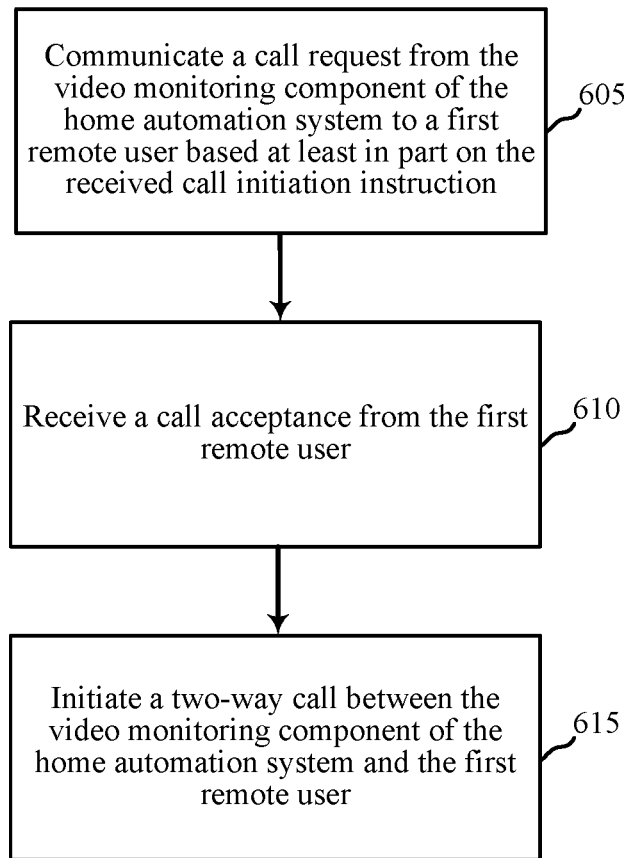 Communicate a call request from the
video monitoring component of the
home automation system to a first
remote user based at least in part on the
received call initiation instruction
605
Receive a call acceptance from the first
remote user
610
Initiate a two-way call between the
video monitoring component of the
home automation system and the first
remote user
615